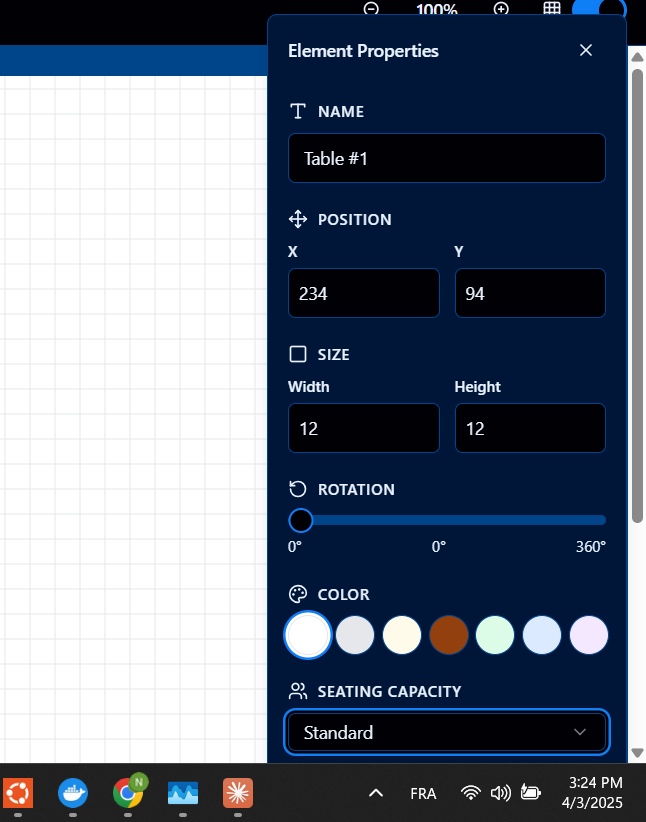 100%
Element Properties
NAME
Table #1
POSITION
X Y
234 94
SIZE
Width Height
12 12
ROTATION
0° 0° 360°
COLOR
SEATING CAPACITY
Standard
N
FRA
3:24 PM
4/3/2025